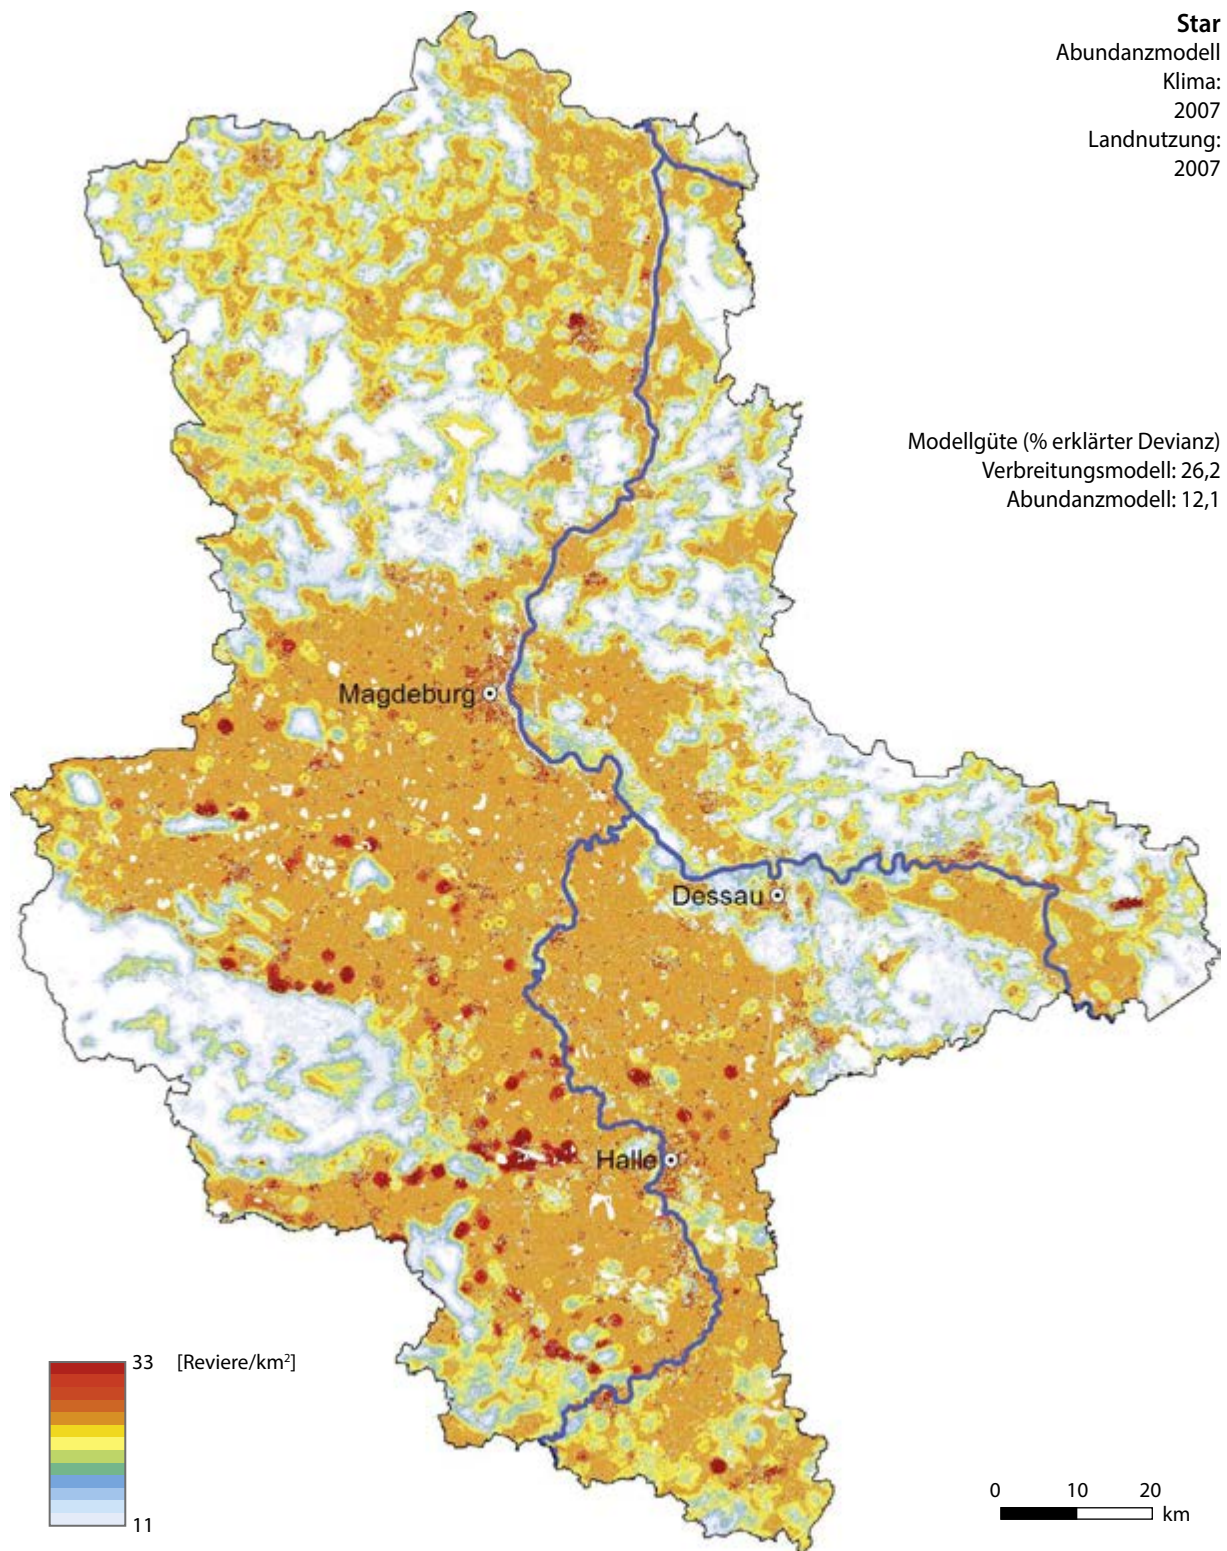 Star
Abundanzmodell
Klima:
2007
Landnutzung:
2007
Modellgüte (% erklärter Devianz)
Verbreitungsmodell: 26,2
Abundanzmodell: 12,1
Magdeburg
Dessau
Halle
33 [Reviere/km²]
11
0 10 20
km